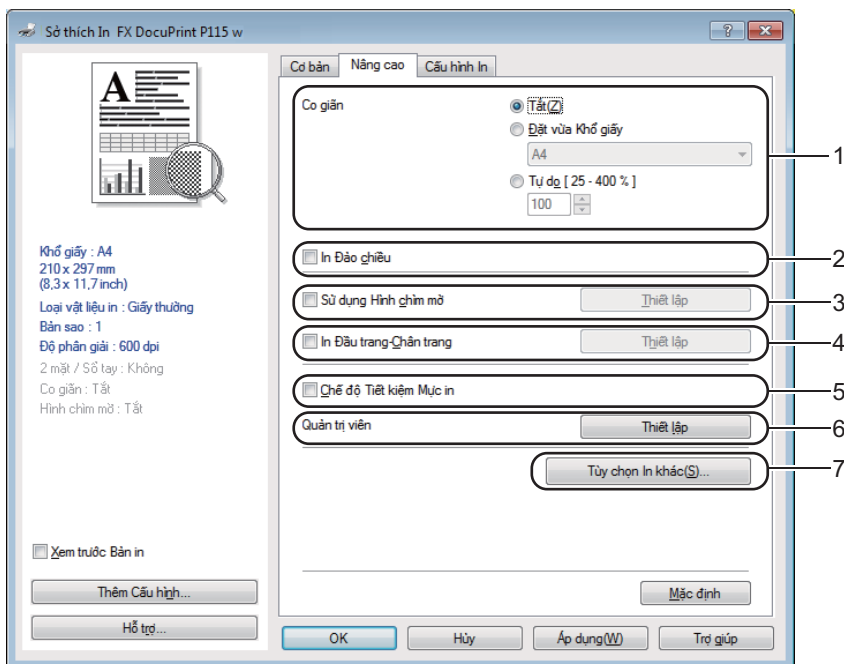 Sở thích In FX DocuPrint P115 w
Cơ bản Nâng cao Cấu hình In
A
Co giãn
Tắt(Z)
Đặt vừa Khổ giấy
A4
1
Tự do [ 25 - 400 % ]
100
Khổ giấy : A4
210 x 297 mm
(8,3 x 11,7 inch)
Loại vật liệu in : Giấy thường
Bản sao : 1
Độ phân giải : 600 dpi
2 mặt / Sổ tay : Không
Co giãn : Tắt
Hình chìm mờ : Tắt
In Đảo chiều
2
Sử dụng Hình chìm mờ Thiết lập
3
In Đầu trang-Chân trang Thiết lập
4
Chế độ Tiết kiệm Mực in
5
Quản trị viên Thiết lập
6
Tùy chọn In khác(S)...
7
Xem trước Bản in
Thêm Cấu hình...
Hỗ trợ...
Mặc định
OK Hủy Áp dụng(W) Trợ giúp